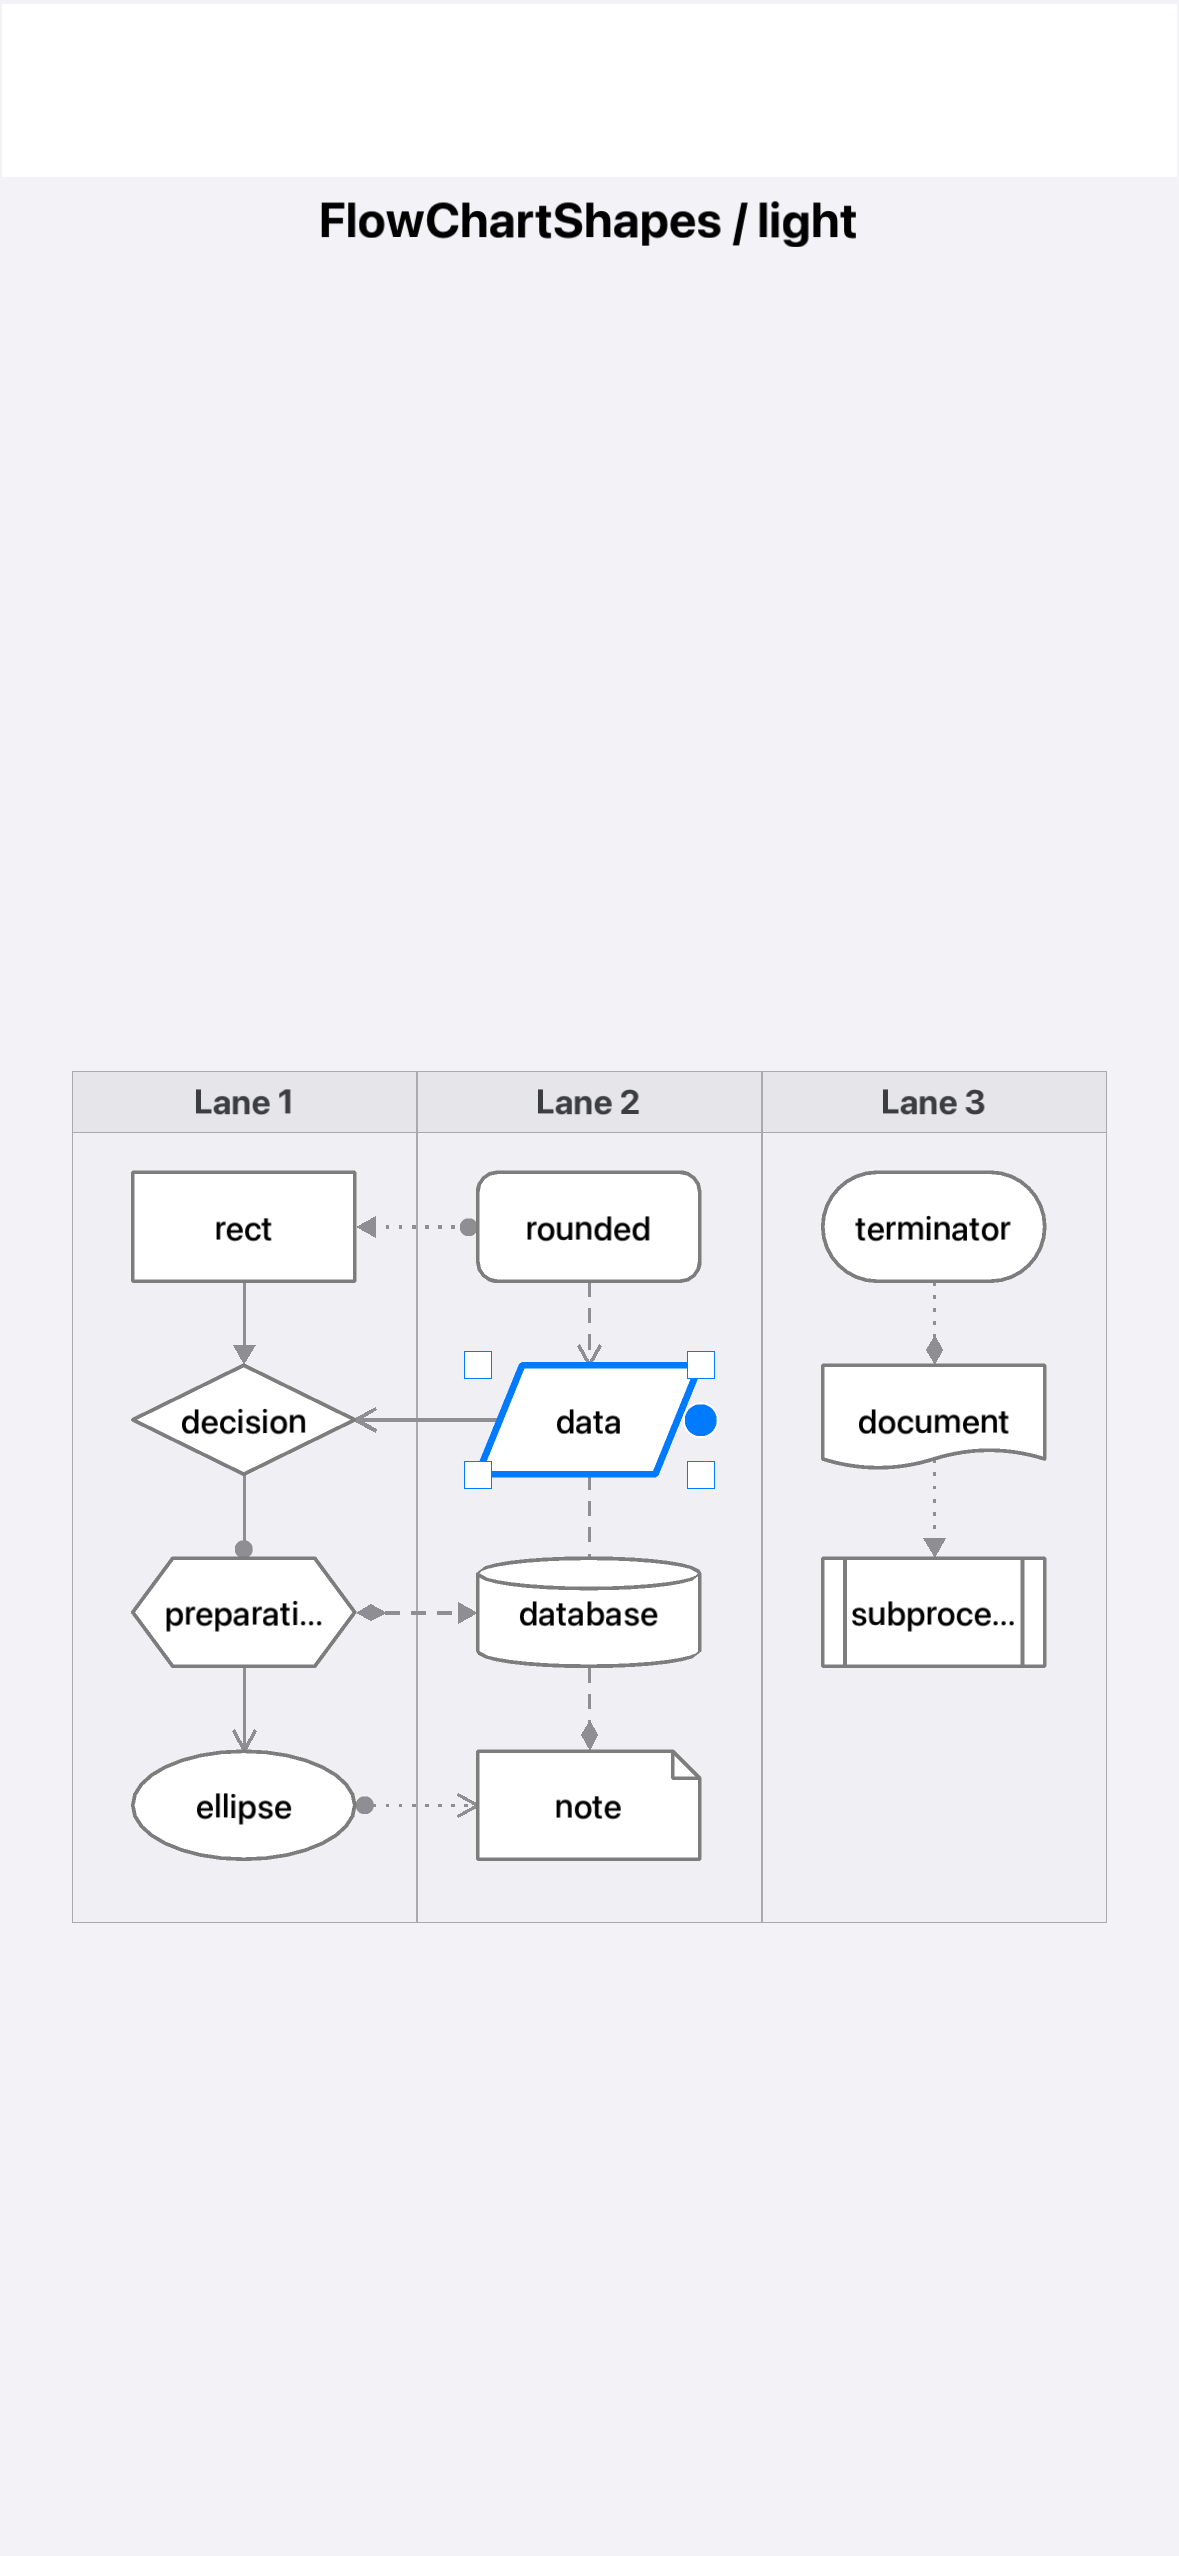 FlowChartShapes / light
Lane 1
Lane 2
Lane 3
rect
rounded
terminator
decision
data
document
preparati...
database
subproce...
ellipse
note